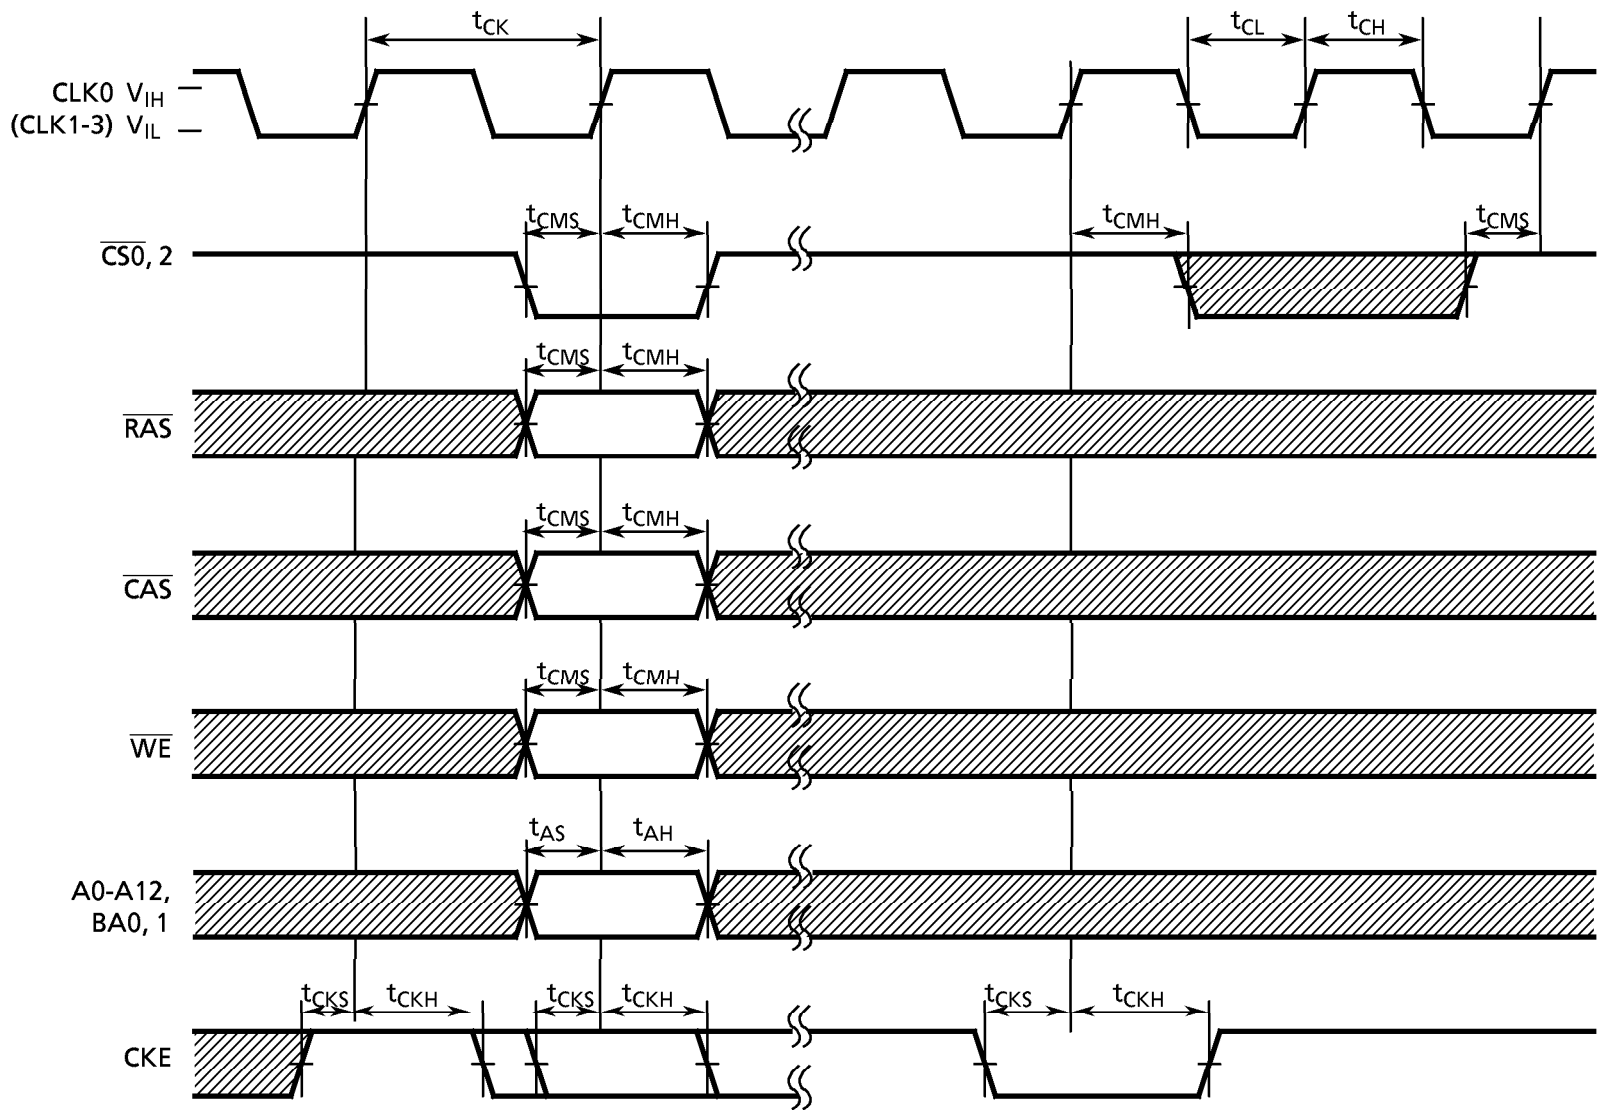 tCK tCL tCH
CLK0 VIH
(CLK1-3) VIL
tCMS tCMH tCMH tCMS
CS0, 2
tCMS tCMH
RAS
tCMS tCMH
CAS
tCMS tCMH
WE
tAS tAH
A0-A12,
BA0, 1
tCKS tCKH tCKS tCKH tCKS tCKH
CKE